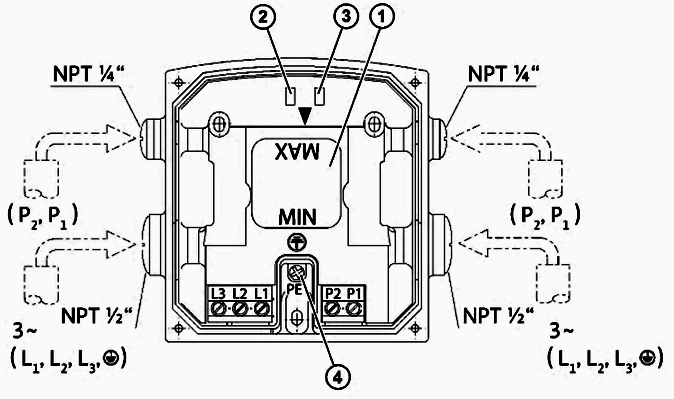 2 3 1
NPT ¼“ NPT ¼“
MAX
(P2, P1) MIN (P2, P1)
L3 L2 L1 PE P2 P1
NPT ½“ NPT ½“
3~ 3~
(L1, L2, L3, ⏚) (L1, L2, L3, ⏚)
4